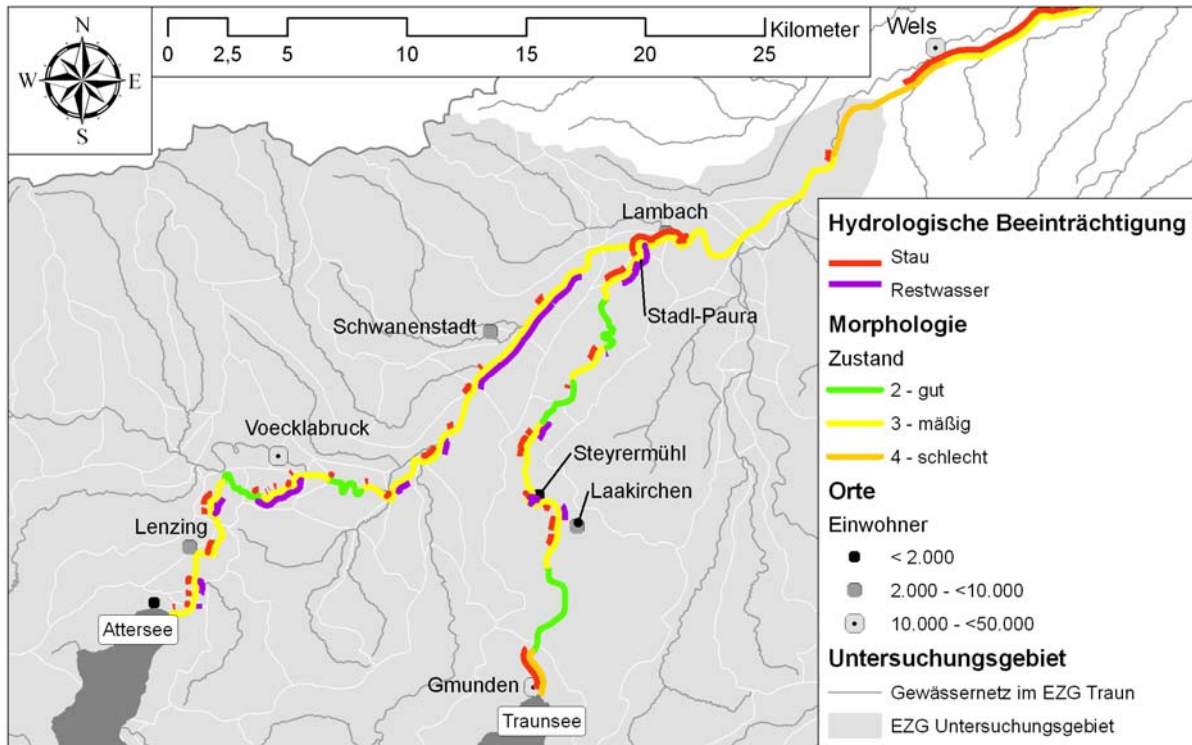 N
W
E
S
0
2,5
5
10
15
20
25
Kilometer
Wels
Lambach
Stadl-Paura
Schwanenstadt
Voecklabruck
Steyrermühl
Laakirchen
Lenzing
Attersee
Gmunden
Traunsee
Hydrologische Beeinträchtigung
Stau
Restwasser
Morphologie
Zustand
2 - gut
3 - mäßig
4 - schlecht
Orte
Einwohner
< 2.000
2.000 - <10.000
10.000 - <50.000
Untersuchungsgebiet
Gewässernetz im EZG Traun
EZG Untersuchungsgebiet